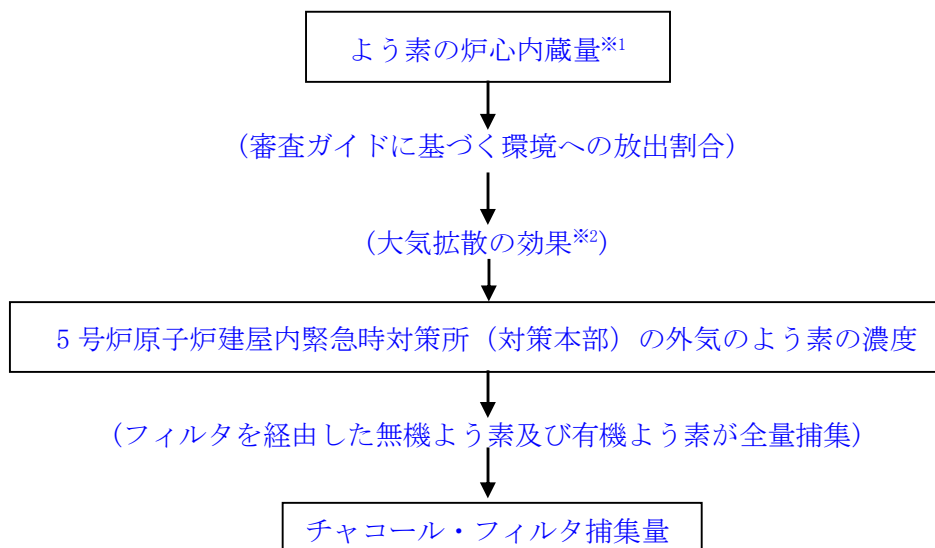 よう素の炉心内蔵量※1
(審査ガイドに基づく環境への放出割合)
(大気拡散の効果※2)
5 号炉原子炉建屋内緊急時対策所（対策本部）の外気のよう素の濃度
(フィルタを経由した無機よう素及び有機よう素が全量捕集)
チャコール・フィルタ捕集量